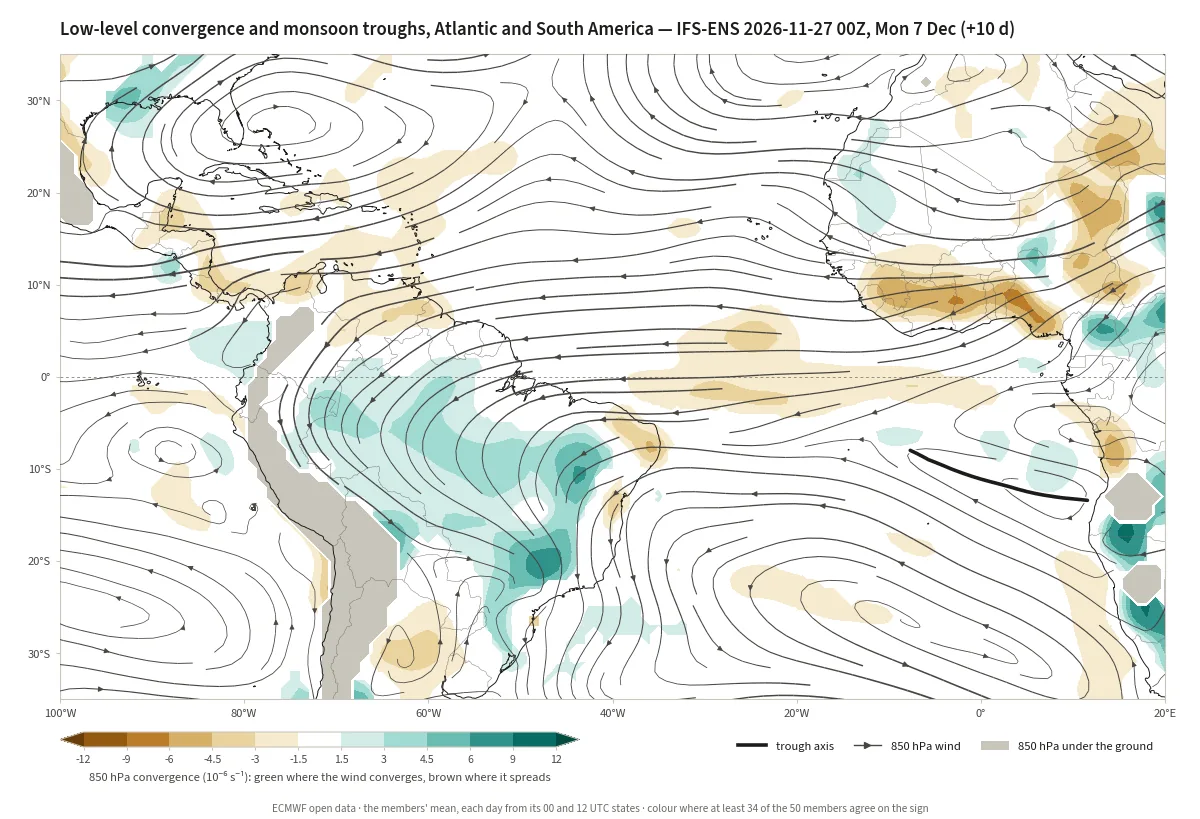 Low-level convergence and monsoon troughs, Atlantic and South America — IFS-ENS 2026-11-27 00Z, Mon 7 Dec (+10 d)
30°N
20°N
10°N
0°
10°S
20°S
30°S
100°W 80°W 60°W 40°W 20°W 0° 20°E
-12 -9 -6 -4.5 -3 -1.5 1.5 3 4.5 6 9 12
850 hPa convergence (10⁻⁶ s⁻¹): green where the wind converges, brown where it spreads
trough axis 850 hPa wind 850 hPa under the ground
ECMWF open data · the members' mean, each day from its 00 and 12 UTC states · colour where at least 34 of the 50 members agree on the sign